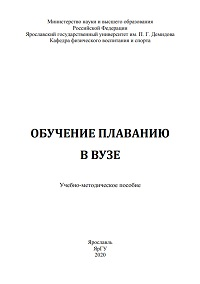 Министерство науки и высшего образования
Российской Федерации
Ярославский государственный университет им. П. Г. Демидова
Кафедра физического воспитания и спорта
ОБУЧЕНИЕ ПЛАВАНИЮ
В ВУЗЕ
Учебно-методическое пособие
Ярославль
ЯрГУ
2020